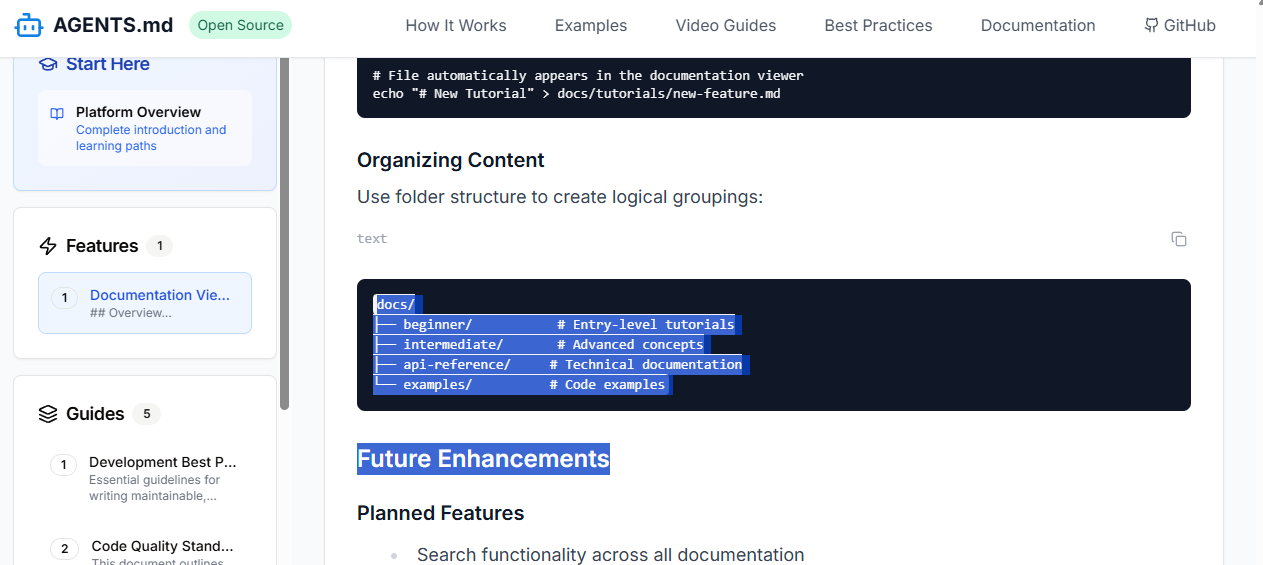 AGENTS.md Open Source How It Works Examples Video Guides Best Practices Documentation GitHub
Start Here
Platform Overview
Complete introduction and
learning paths
Features 1
1 Documentation Vie...
## Overview...
Guides 5
1 Development Best P...
Essential guidelines for
writing maintainable,...
2 Code Quality Stand...
This document outlines
# File automatically appears in the documentation viewer
echo "# New Tutorial" > docs/tutorials/new-feature.md
Organizing Content
Use folder structure to create logical groupings:
text
docs/
├── beginner/           # Entry-level tutorials
├── intermediate/       # Advanced concepts
├── api-reference/     # Technical documentation
└── examples/          # Code examples
Future Enhancements
Planned Features
• Search functionality across all documentation